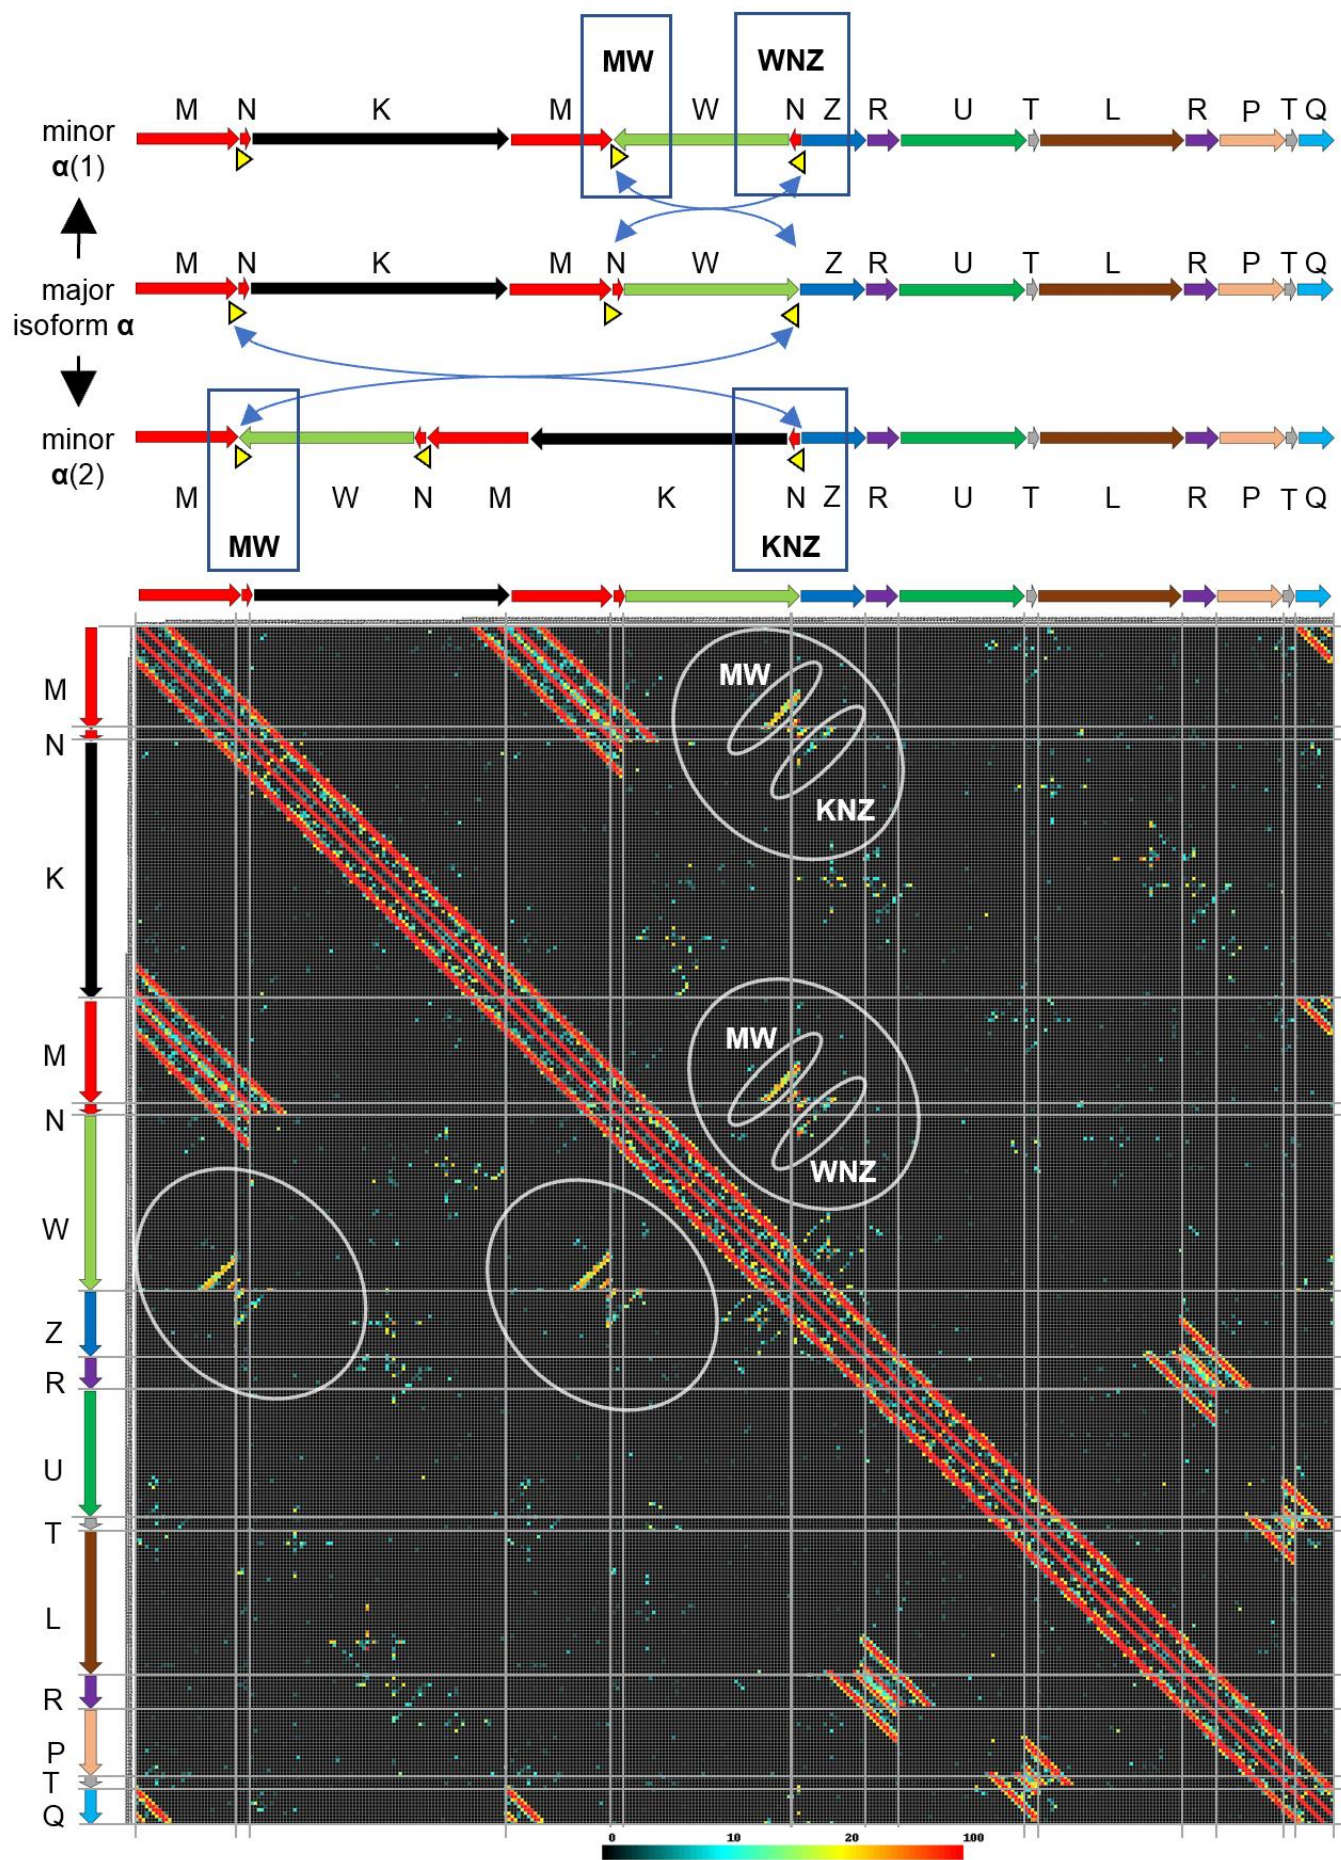 MW WNZ
M N K M W N Z R U T L R P T Q
minor
α(1)
M N K M N W Z R U T L R P T Q
major
isoform α
minor
α(2)
M W N M K N Z R U T L R P T Q
MW KNZ
MW
KNZ
MW
WNZ
M
N
K
M
N
W
Z
R
U
T
L
R
P
T
Q
0 10 20 100